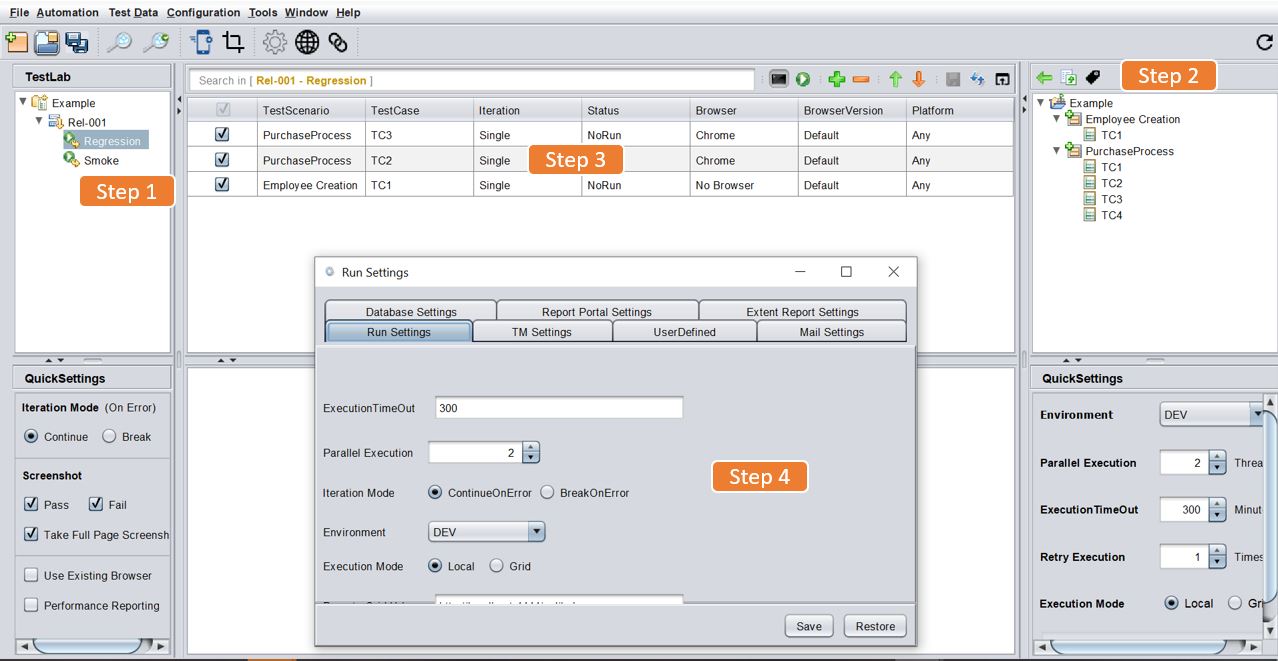 File Automation Test Data Configuration Tools Window Help
TestLab
Example
Rel-001
Regression
Smoke
Step 1
Search in [ Rel-001 - Regression ]
TestScenario TestCase Iteration Status Browser BrowserVersion Platform
PurchaseProcess TC3 Single NoRun Chrome Default Any
PurchaseProcess TC2 Single Chrome Default Any
Employee Creation TC1 Single NoRun No Browser Default Any
Step 3
Step 2
Example
Employee Creation
TC1
PurchaseProcess
TC1
TC2
TC3
TC4
QuickSettings
Iteration Mode (On Error)
Continue Break
Screenshot
Pass Fail
Take Full Page Screensh
Use Existing Browser
Performance Reporting
Run Settings
Database Settings Report Portal Settings Extent Report Settings
Run Settings TM Settings UserDefined Mail Settings
ExecutionTimeOut 300
Parallel Execution 2
Iteration Mode ContinueOnError BreakOnError
Step 4
Environment DEV
Execution Mode Local Grid
Save Restore
QuickSettings
Environment DEV
Parallel Execution 2 Threa
ExecutionTimeOut 300 Minut
Retry Execution 1 Times
Execution Mode Local Gr